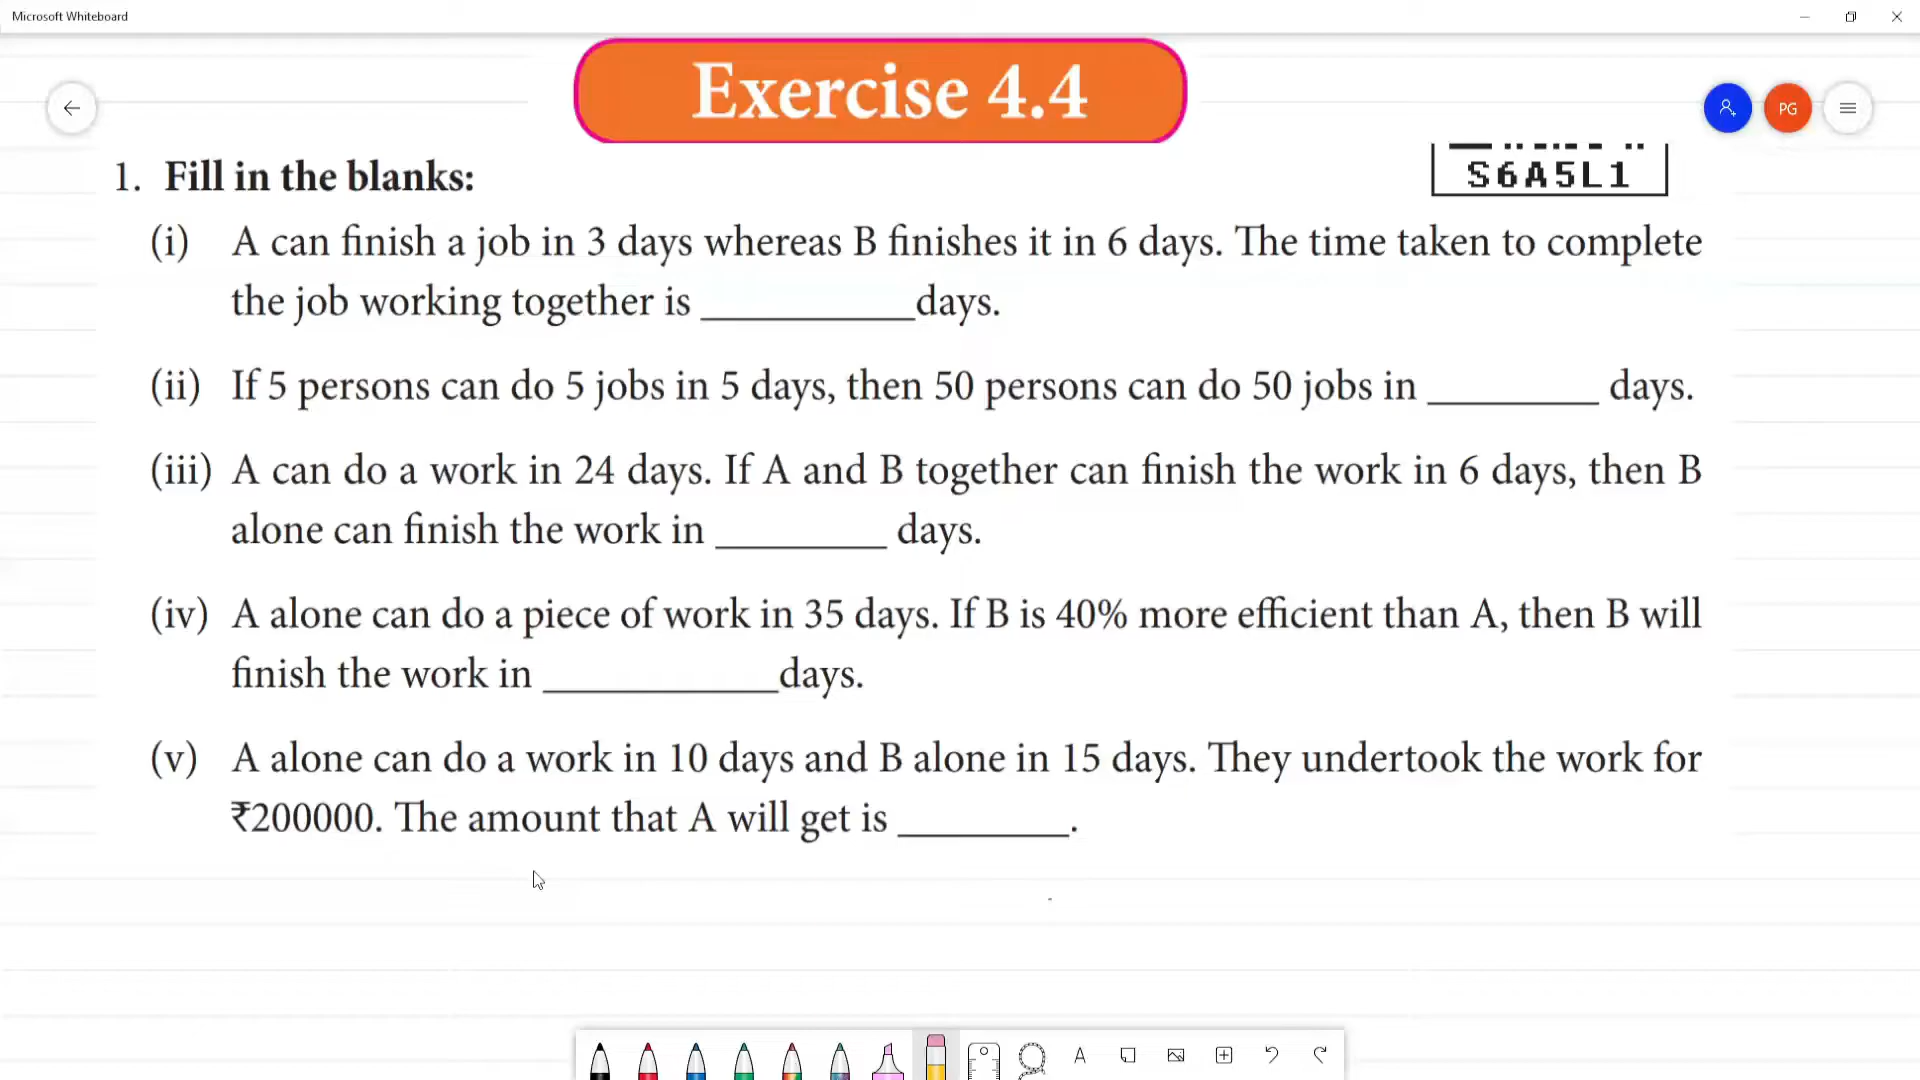 Microsoft Whiteboard
Exercise 4.4
PG
S6A5L1
1. Fill in the blanks:
(i) A can finish a job in 3 days whereas B finishes it in 6 days. The time taken to complete
the job working together is __________days.
(ii) If 5 persons can do 5 jobs in 5 days, then 50 persons can do 50 jobs in ________ days.
(iii) A can do a work in 24 days. If A and B together can finish the work in 6 days, then B
alone can finish the work in ________ days.
(iv) A alone can do a piece of work in 35 days. If B is 40% more efficient than A, then B will
finish the work in ___________days.
(v) A alone can do a work in 10 days and B alone in 15 days. They undertook the work for
₹200000. The amount that A will get is ________.
A